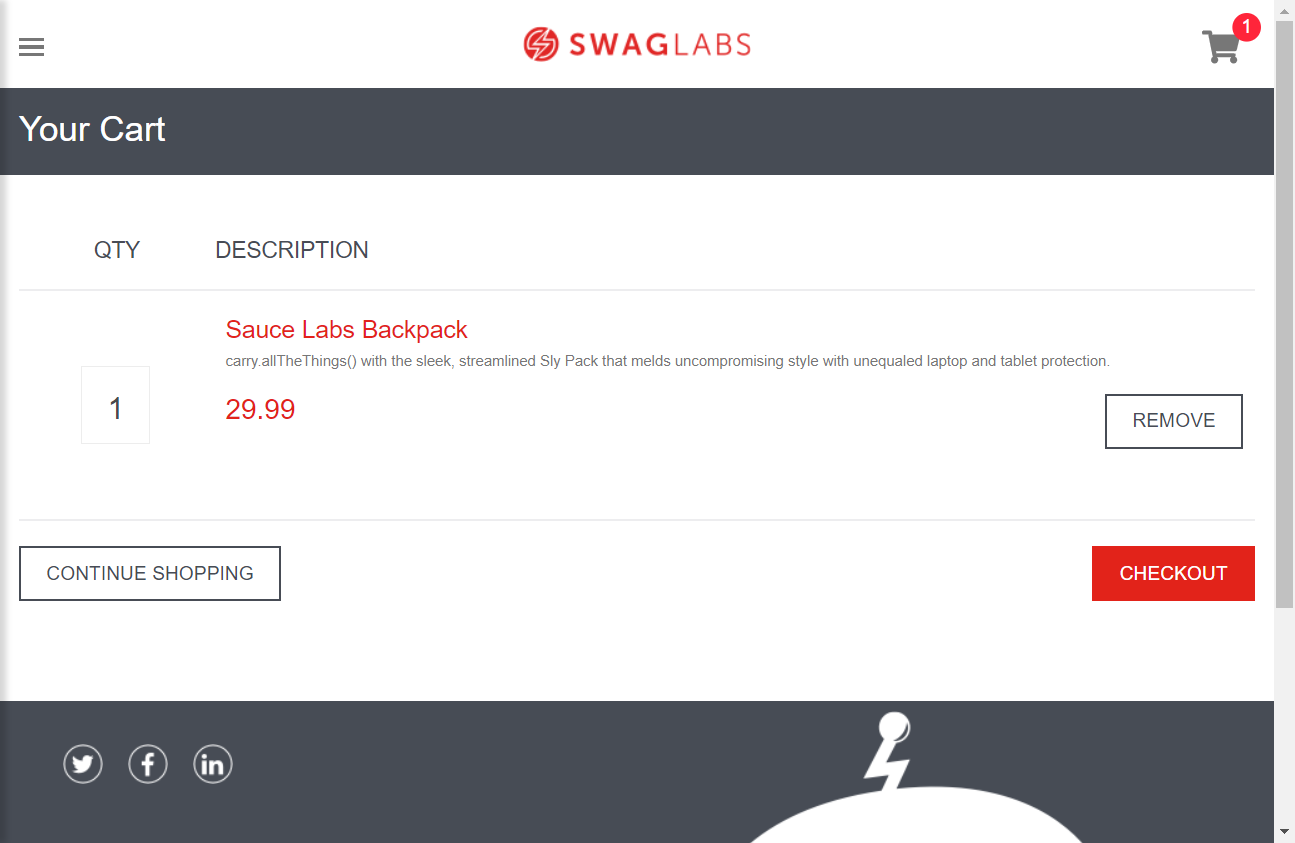 SWAGLABS
1
Your Cart
QTY DESCRIPTION
Sauce Labs Backpack
carry.allTheThings() with the sleek, streamlined Sly Pack that melds uncompromising style with unequaled laptop and tablet protection.
1
29.99
REMOVE
CONTINUE SHOPPING
CHECKOUT